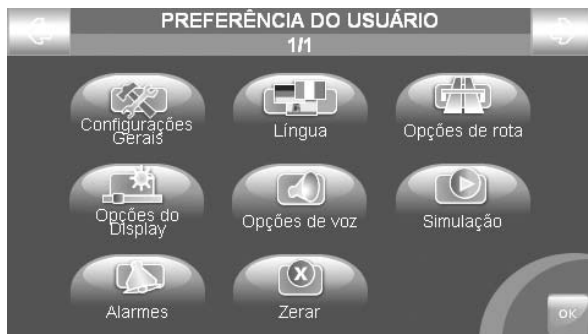 PREFERÊNCIA DO USUÁRIO
1/1
Configurações
Gerais
Língua
Opções de rota
Opções do
Display
Opções de voz
Simulação
Alarmes
Zerar
OK